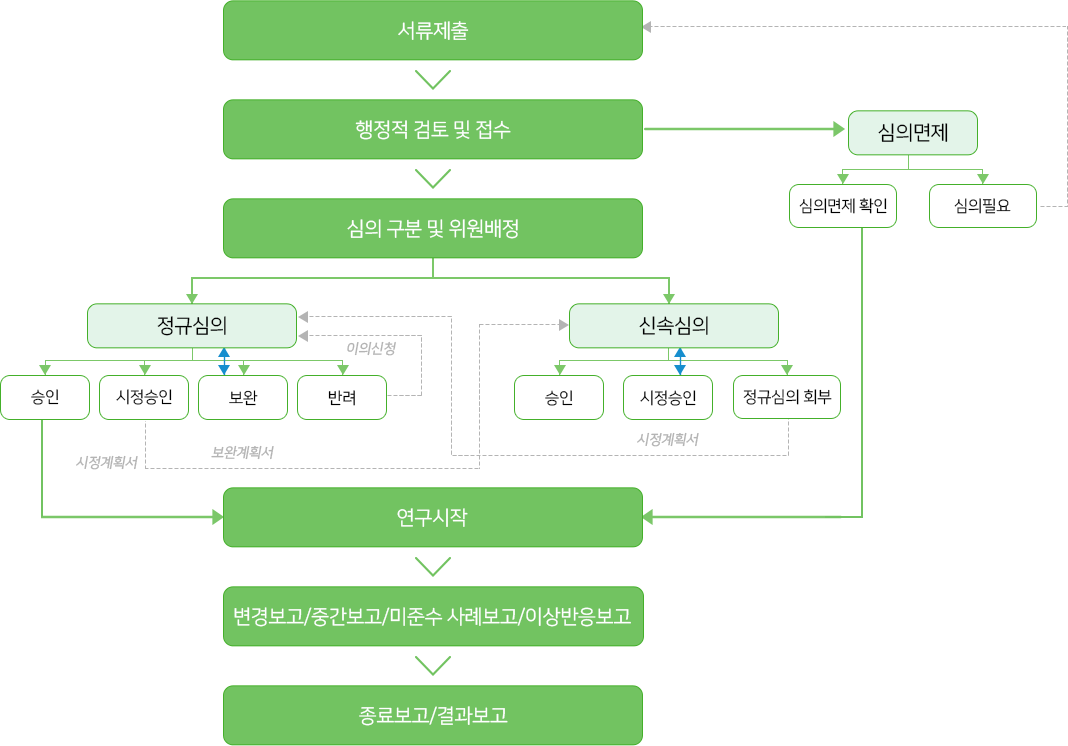 서류제출
행정적 검토 및 접수
심의면제
심의면제 확인
심의필요
심의 구분 및 위원배정
정규심의
신속심의
이의신청
승인
시정승인
보완
반려
승인
시정승인
정규심의 회부
시정계획서
보완계획서
시정계획서
연구시작
변경보고/중간보고/미준수 사례보고/이상반응보고
종료보고/결과보고